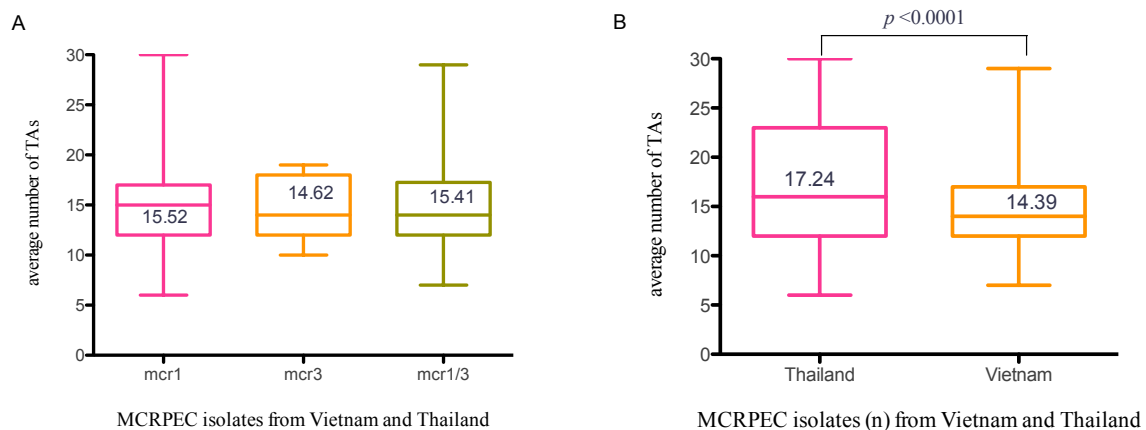 A
average number of TAs
30
25
20
15
10
5
0
15.52
14.62
15.41
mcr1 mcr3 mcr1/3
MCRPEC isolates from Vietnam and Thailand
B
p <0.0001
average number of TAs
30
25
20
15
10
5
0
17.24
14.39
Thailand Vietnam
MCRPEC isolates (n) from Vietnam and Thailand